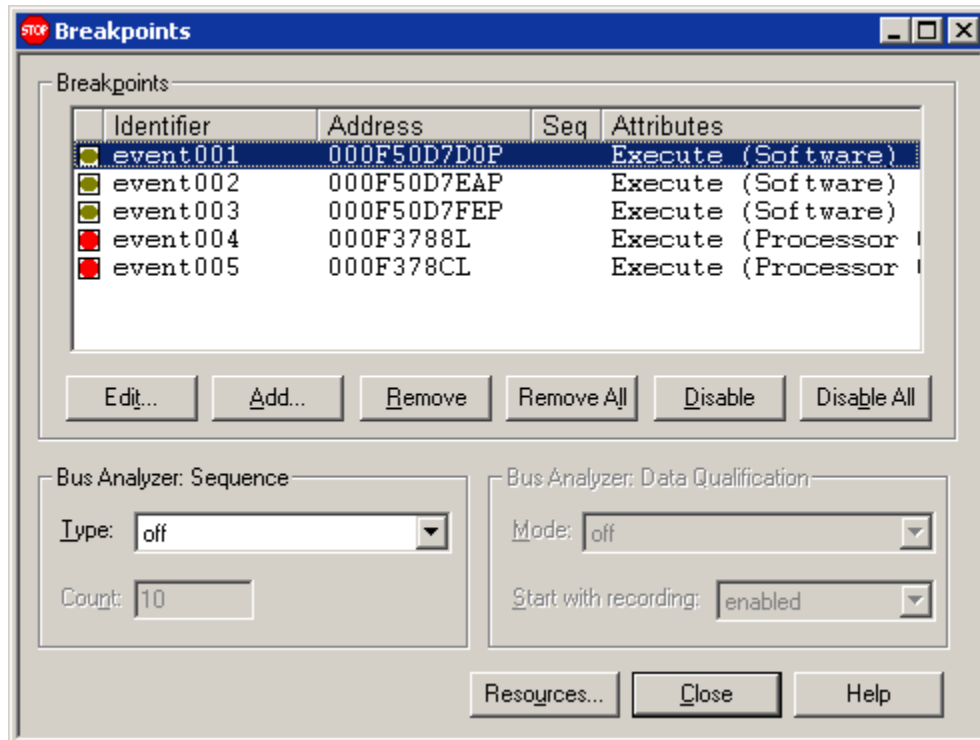 STOP Breakpoints
Breakpoints
Identifier Address Seq Attributes
event001 000F50D7D0P Execute (Software)
event002 000F50D7EAP Execute (Software)
event003 000F50D7FEP Execute (Software)
event004 000F3788L Execute (Processor
event005 000F378CL Execute (Processor
Edit... Add... Remove Remove All Disable Disable All
Bus Analyzer: Sequence
Type: off
Count: 10
Bus Analyzer: Data Qualification
Mode: off
Start with recording: enabled
Resources... Close Help